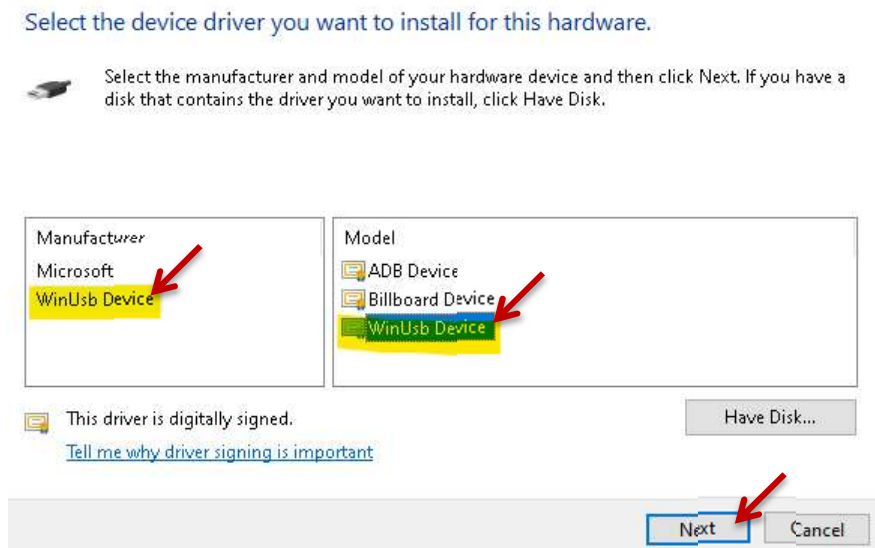 Select the device driver you want to install for this hardware.
Select the manufacturer and model of your hardware device and then click Next. If you have a
disk that contains the driver you want to install, click Have Disk.
Manufacturer
Microsoft
WinUsb Device
Model
ADB Device
Billboard Device
WinUsb Device
This driver is digitally signed.
Tell me why driver signing is important
Have Disk...
Next
Cancel